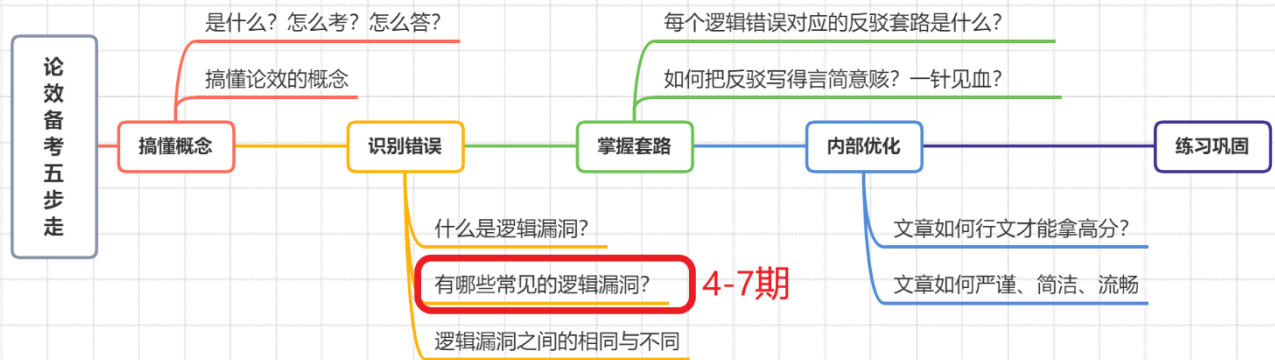 论效备考五步走
搞懂概念
是什么？怎么考？怎么答？
搞懂论效的概念
识别错误
什么是逻辑漏洞？
有哪些常见的逻辑漏洞？
4-7期
逻辑漏洞之间的相同与不同
掌握套路
每个逻辑错误对应的反驳套路是什么？
如何把反驳写得言简意赅？一针见血？
内部优化
文章如何行文才能拿高分？
文章如何严谨、简洁、流畅
练习巩固